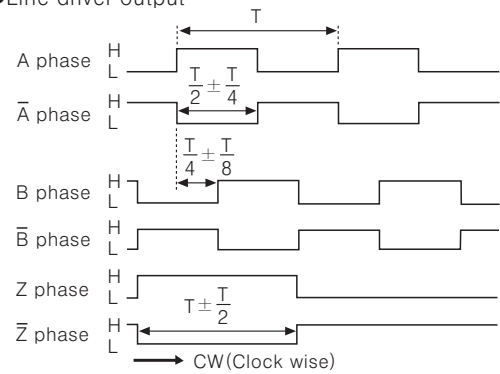 Line driver output
T
A phase H
L
A̅ phase H
L
T/2 ± T/4
T/4 ± T/8
B phase H
L
B̅ phase H
L
Z phase H
L
T ± T/2
Z̅ phase H
L
CW(Clock wise)